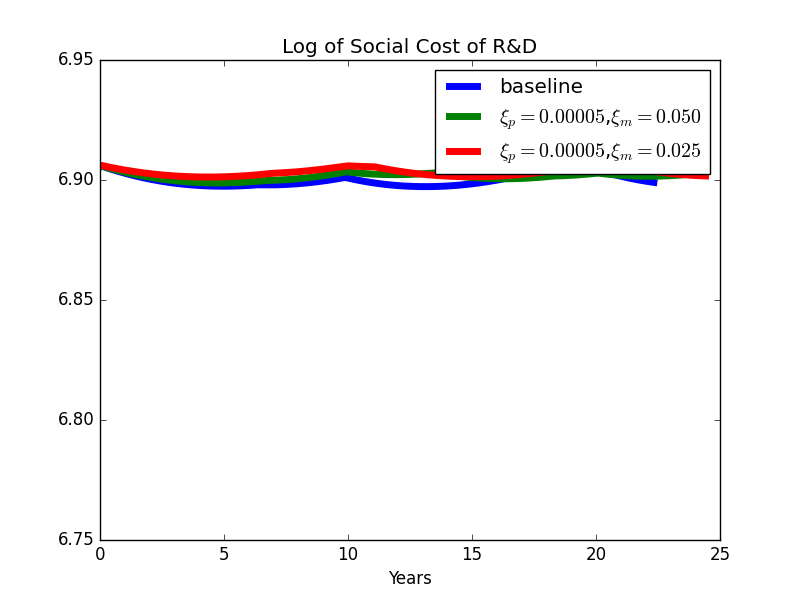 Log of Social Cost of R&D
6.95
6.90
6.85
6.80
6.75
baseline
ξp = 0.00005,ξm = 0.050
ξp = 0.00005,ξm = 0.025
0 5 10 15 20 25
Years